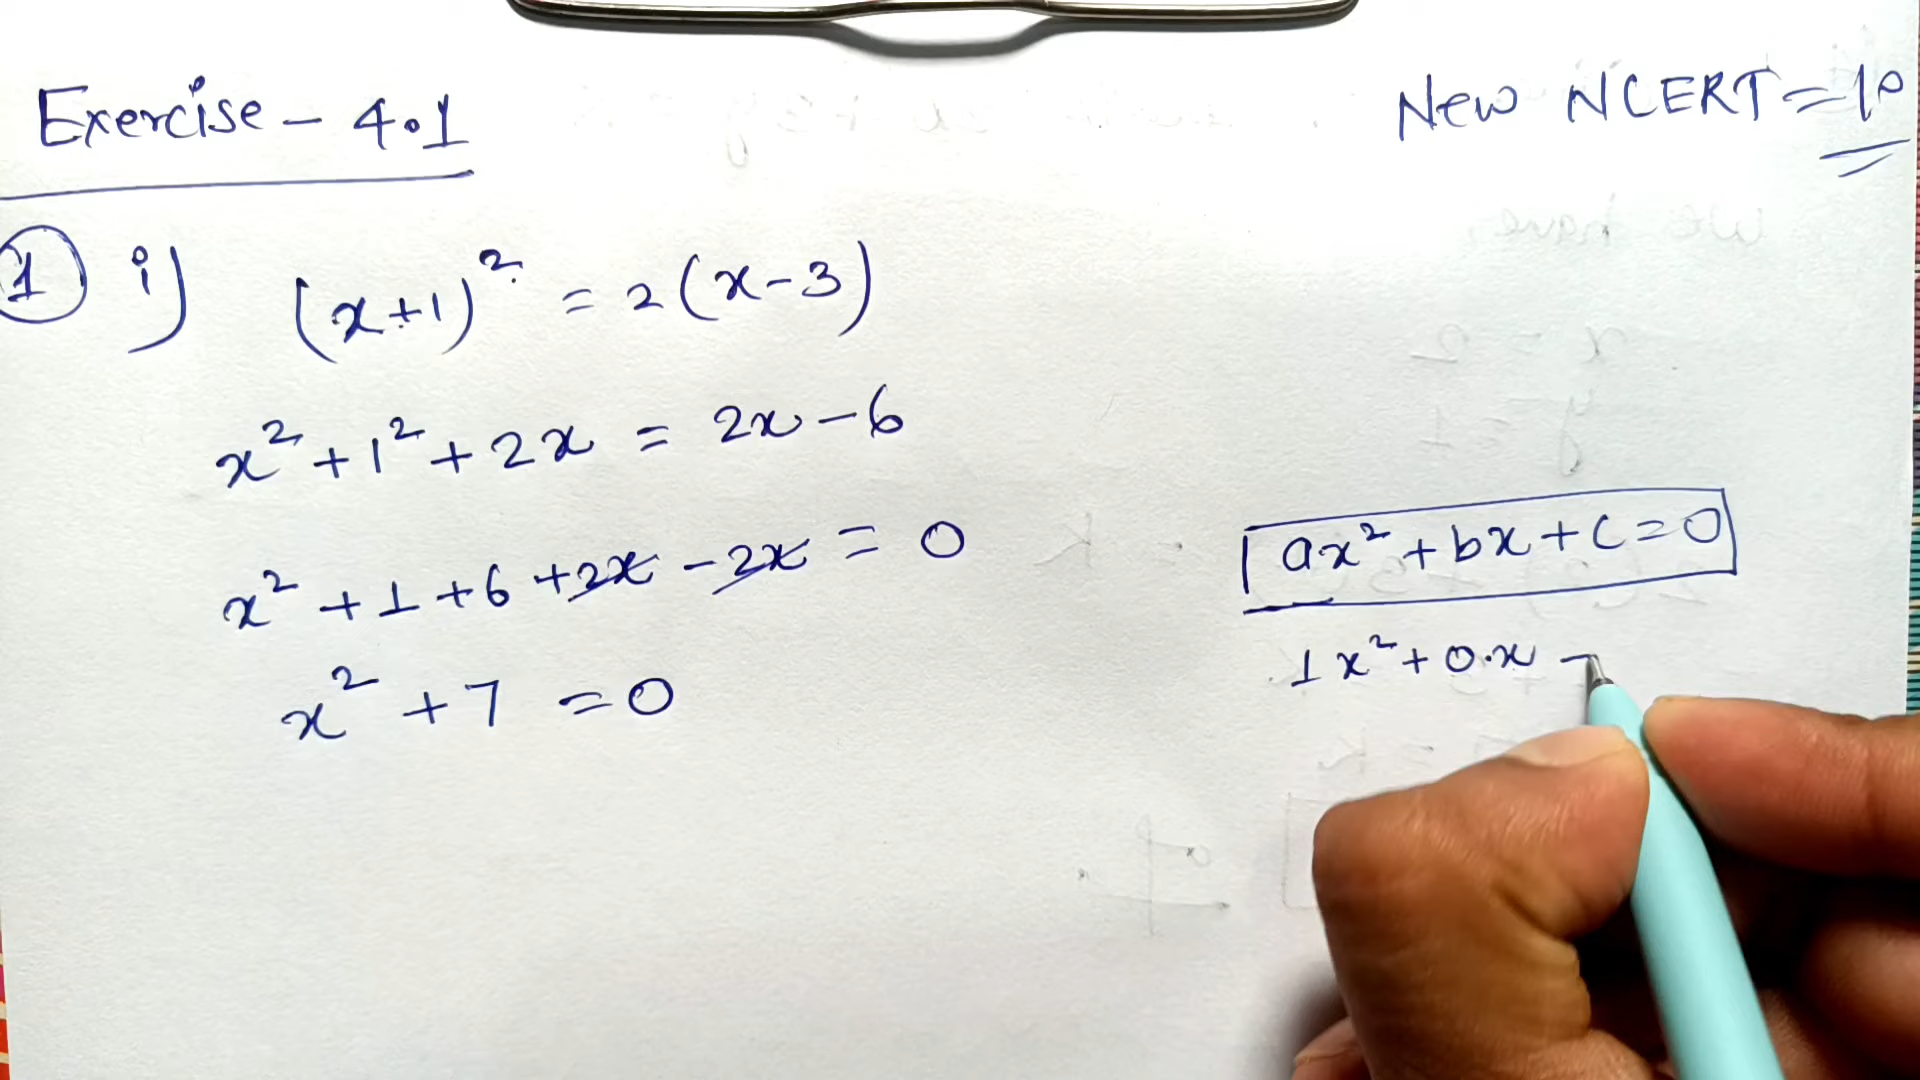 Exercise - 4.1
New NCERT = 10
1 i) (x+1)² = 2(x-3)
x² + 1² + 2x = 2x - 6
x² + 1 + 6 + 2x - 2x = 0
x² + 7 = 0
ax² + bx + c = 0
1x² + 0.x -